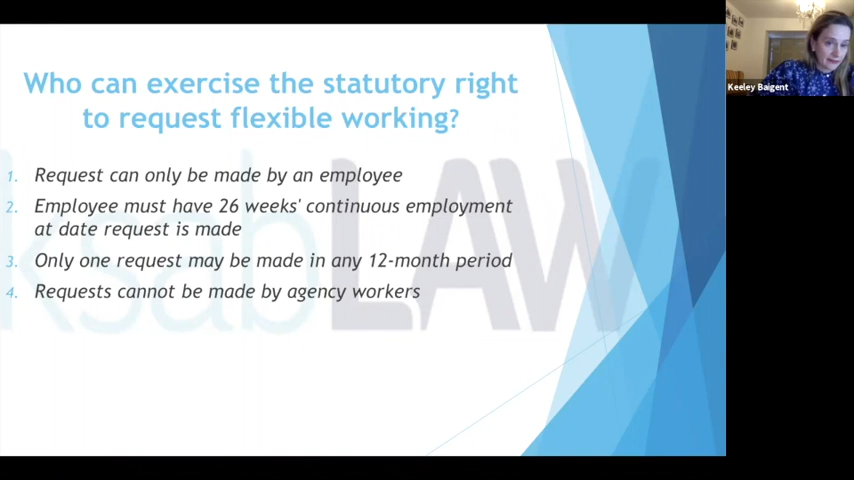 Who can exercise the statutory right
to request flexible working?
1. Request can only be made by an employee
2. Employee must have 26 weeks' continuous employment
at date request is made
3. Only one request may be made in any 12-month period
4. Requests cannot be made by agency workers
ksabLAW
Keeley Baigent